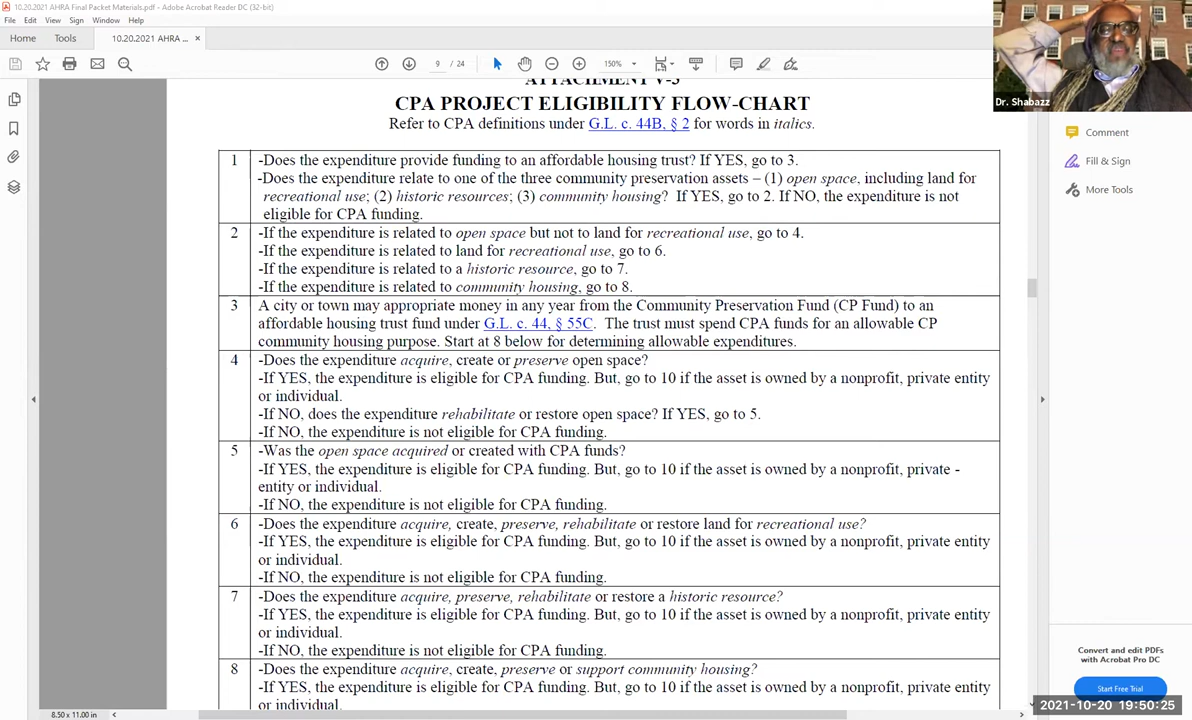 10.20.2021 AHRA Final Packet Materials.pdf - Adobe Acrobat Reader DC (32-bit)
File Edit View Sign Window Help
Home Tools 10.20.2021 AHRA ... ×
9 / 24 150%
Dr. Shabazz
ATTACHMENT V-3
CPA PROJECT ELIGIBILITY FLOW-CHART
Refer to CPA definitions under G.L. c. 44B, § 2 for words in italics.
1 -Does the expenditure provide funding to an affordable housing trust? If YES, go to 3.
-Does the expenditure relate to one of the three community preservation assets – (1) open space, including land for
recreational use; (2) historic resources; (3) community housing? If YES, go to 2. If NO, the expenditure is not
eligible for CPA funding.
2 -If the expenditure is related to open space but not to land for recreational use, go to 4.
-If the expenditure is related to land for recreational use, go to 6.
-If the expenditure is related to a historic resource, go to 7.
-If the expenditure is related to community housing, go to 8.
3 A city or town may appropriate money in any year from the Community Preservation Fund (CP Fund) to an
affordable housing trust fund under G.L. c. 44, § 55C. The trust must spend CPA funds for an allowable CP
community housing purpose. Start at 8 below for determining allowable expenditures.
4 -Does the expenditure acquire, create or preserve open space?
-If YES, the expenditure is eligible for CPA funding. But, go to 10 if the asset is owned by a nonprofit, private entity
or individual.
-If NO, does the expenditure rehabilitate or restore open space? If YES, go to 5.
-If NO, the expenditure is not eligible for CPA funding.
5 -Was the open space acquired or created with CPA funds?
-If YES, the expenditure is eligible for CPA funding. But, go to 10 if the asset is owned by a nonprofit, private -
entity or individual.
-If NO, the expenditure is not eligible for CPA funding.
6 -Does the expenditure acquire, create, preserve, rehabilitate or restore land for recreational use?
-If YES, the expenditure is eligible for CPA funding. But, go to 10 if the asset is owned by a nonprofit, private entity
or individual.
-If NO, the expenditure is not eligible for CPA funding.
7 -Does the expenditure acquire, preserve, rehabilitate or restore a historic resource?
-If YES, the expenditure is eligible for CPA funding. But, go to 10 if the asset is owned by a nonprofit, private entity
or individual.
-If NO, the expenditure is not eligible for CPA funding.
8 -Does the expenditure acquire, create, preserve or support community housing?
-If YES, the expenditure is eligible for CPA funding. But, go to 10 if the asset is owned by a nonprofit, private entity
or individual.
Comment
Fill & Sign
More Tools
Convert and edit PDFs
with Acrobat Pro DC
Start Free Trial
8.50 x 11.00 in
2021-10-20 19:50:25